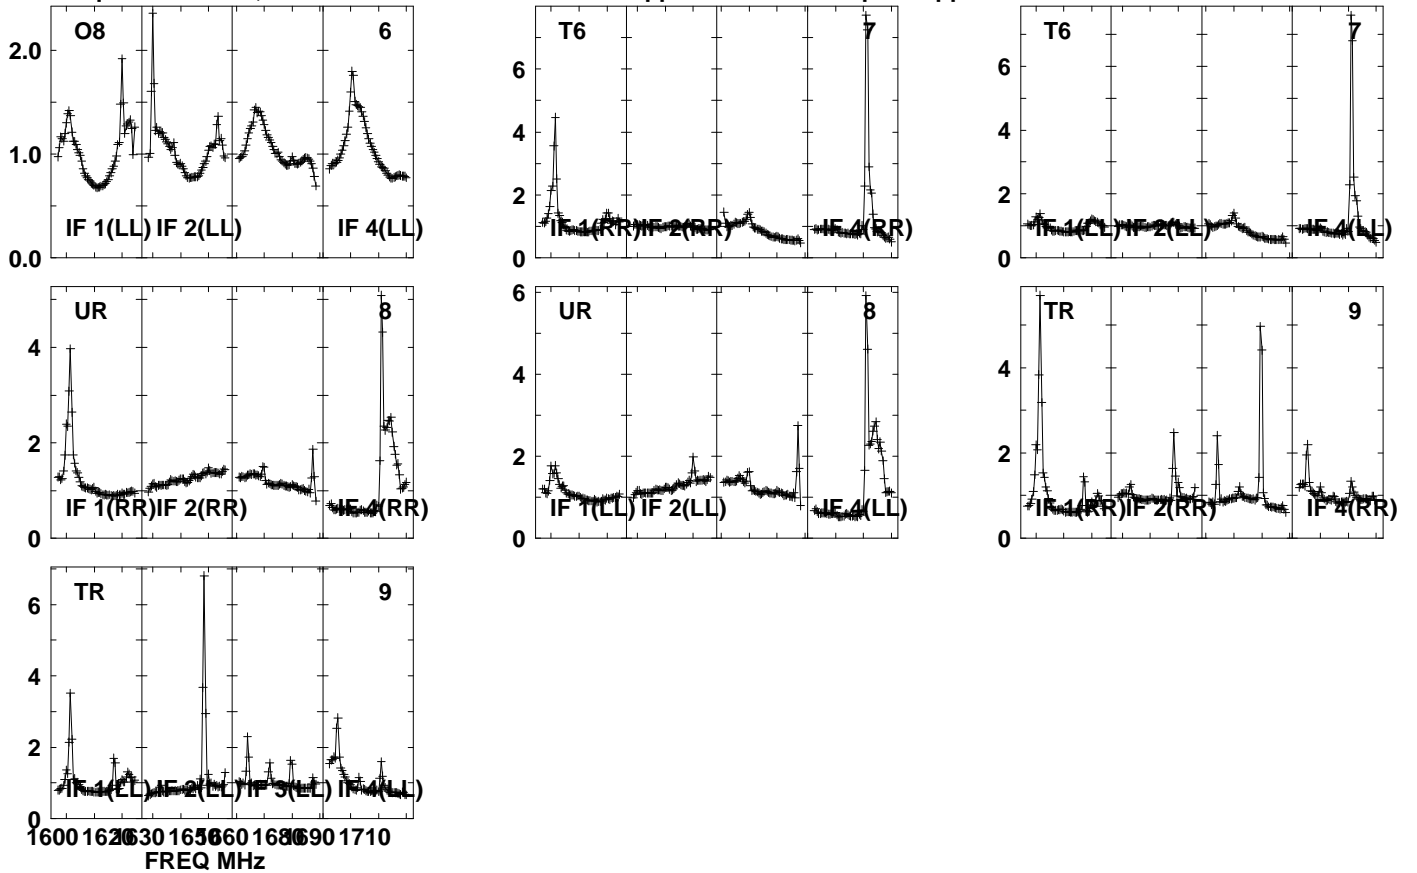 O8 6
2.0
1.0
0.0
IF 1(LL) IF 2(LL) IF 4(LL)
T6 7
6
4
2
0
IF 1(RR) IF 2(RR) IF 4(RR)
T6 7
6
4
2
0
IF 1(LL) IF 2(LL) IF 4(LL)
UR 8
4
2
0
IF 1(RR) IF 2(RR) IF 4(RR)
UR 8
6
4
2
0
IF 1(LL) IF 2(LL) IF 4(LL)
TR 9
4
2
0
IF 1(RR) IF 2(RR) IF 4(RR)
TR 9
6
4
2
0
IF 1(LL) IF 2(LL) IF 3(LL) IF 4(LL)
1600 1620 1630 1650 1660 1680 1690 1710
FREQ MHz